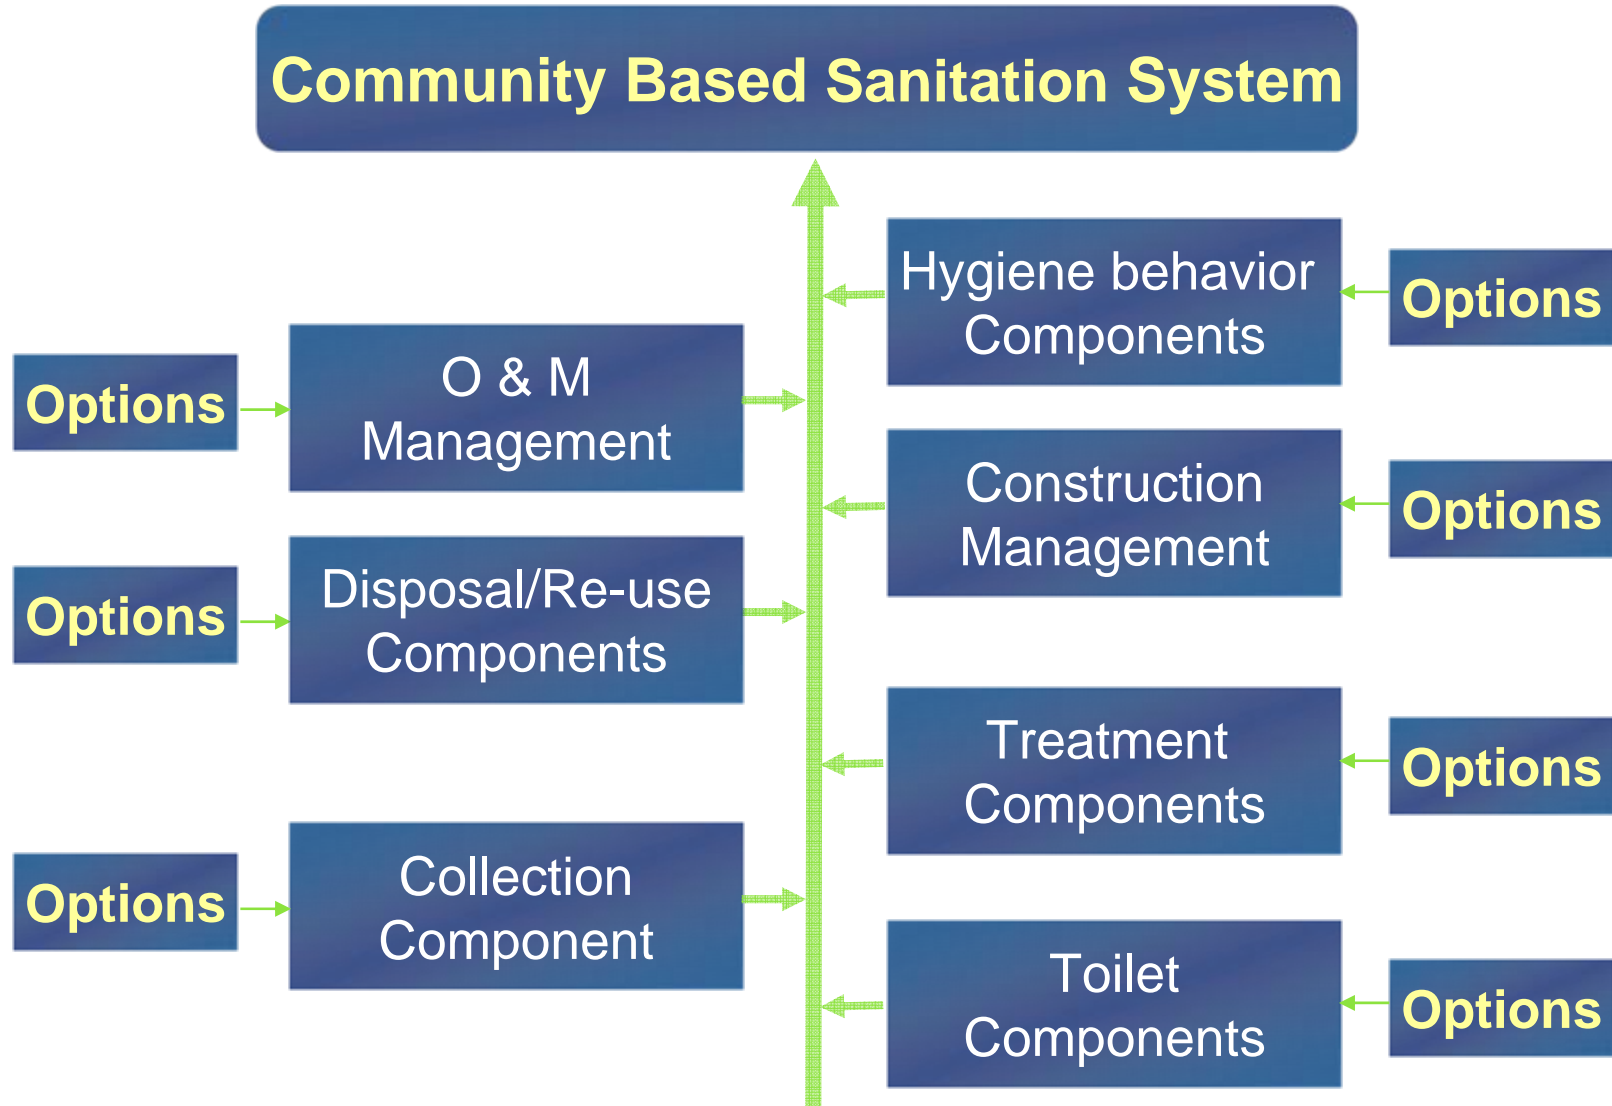 Community Based Sanitation System
Hygiene behavior
Components
Options
Options
O & M
Management
Construction
Management
Options
Options
Disposal/Re-use
Components
Treatment
Components
Options
Options
Collection
Component
Toilet
Components
Options